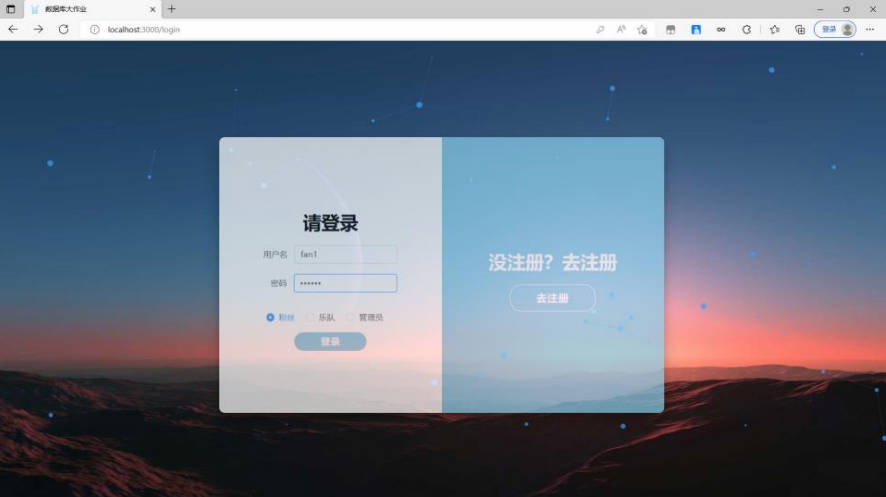 数据库大作业
localhost:3000/login
登录
请登录
用户名 fan1
密码 ••••••
粉丝 乐队 管理员
登录
没注册？去注册
去注册